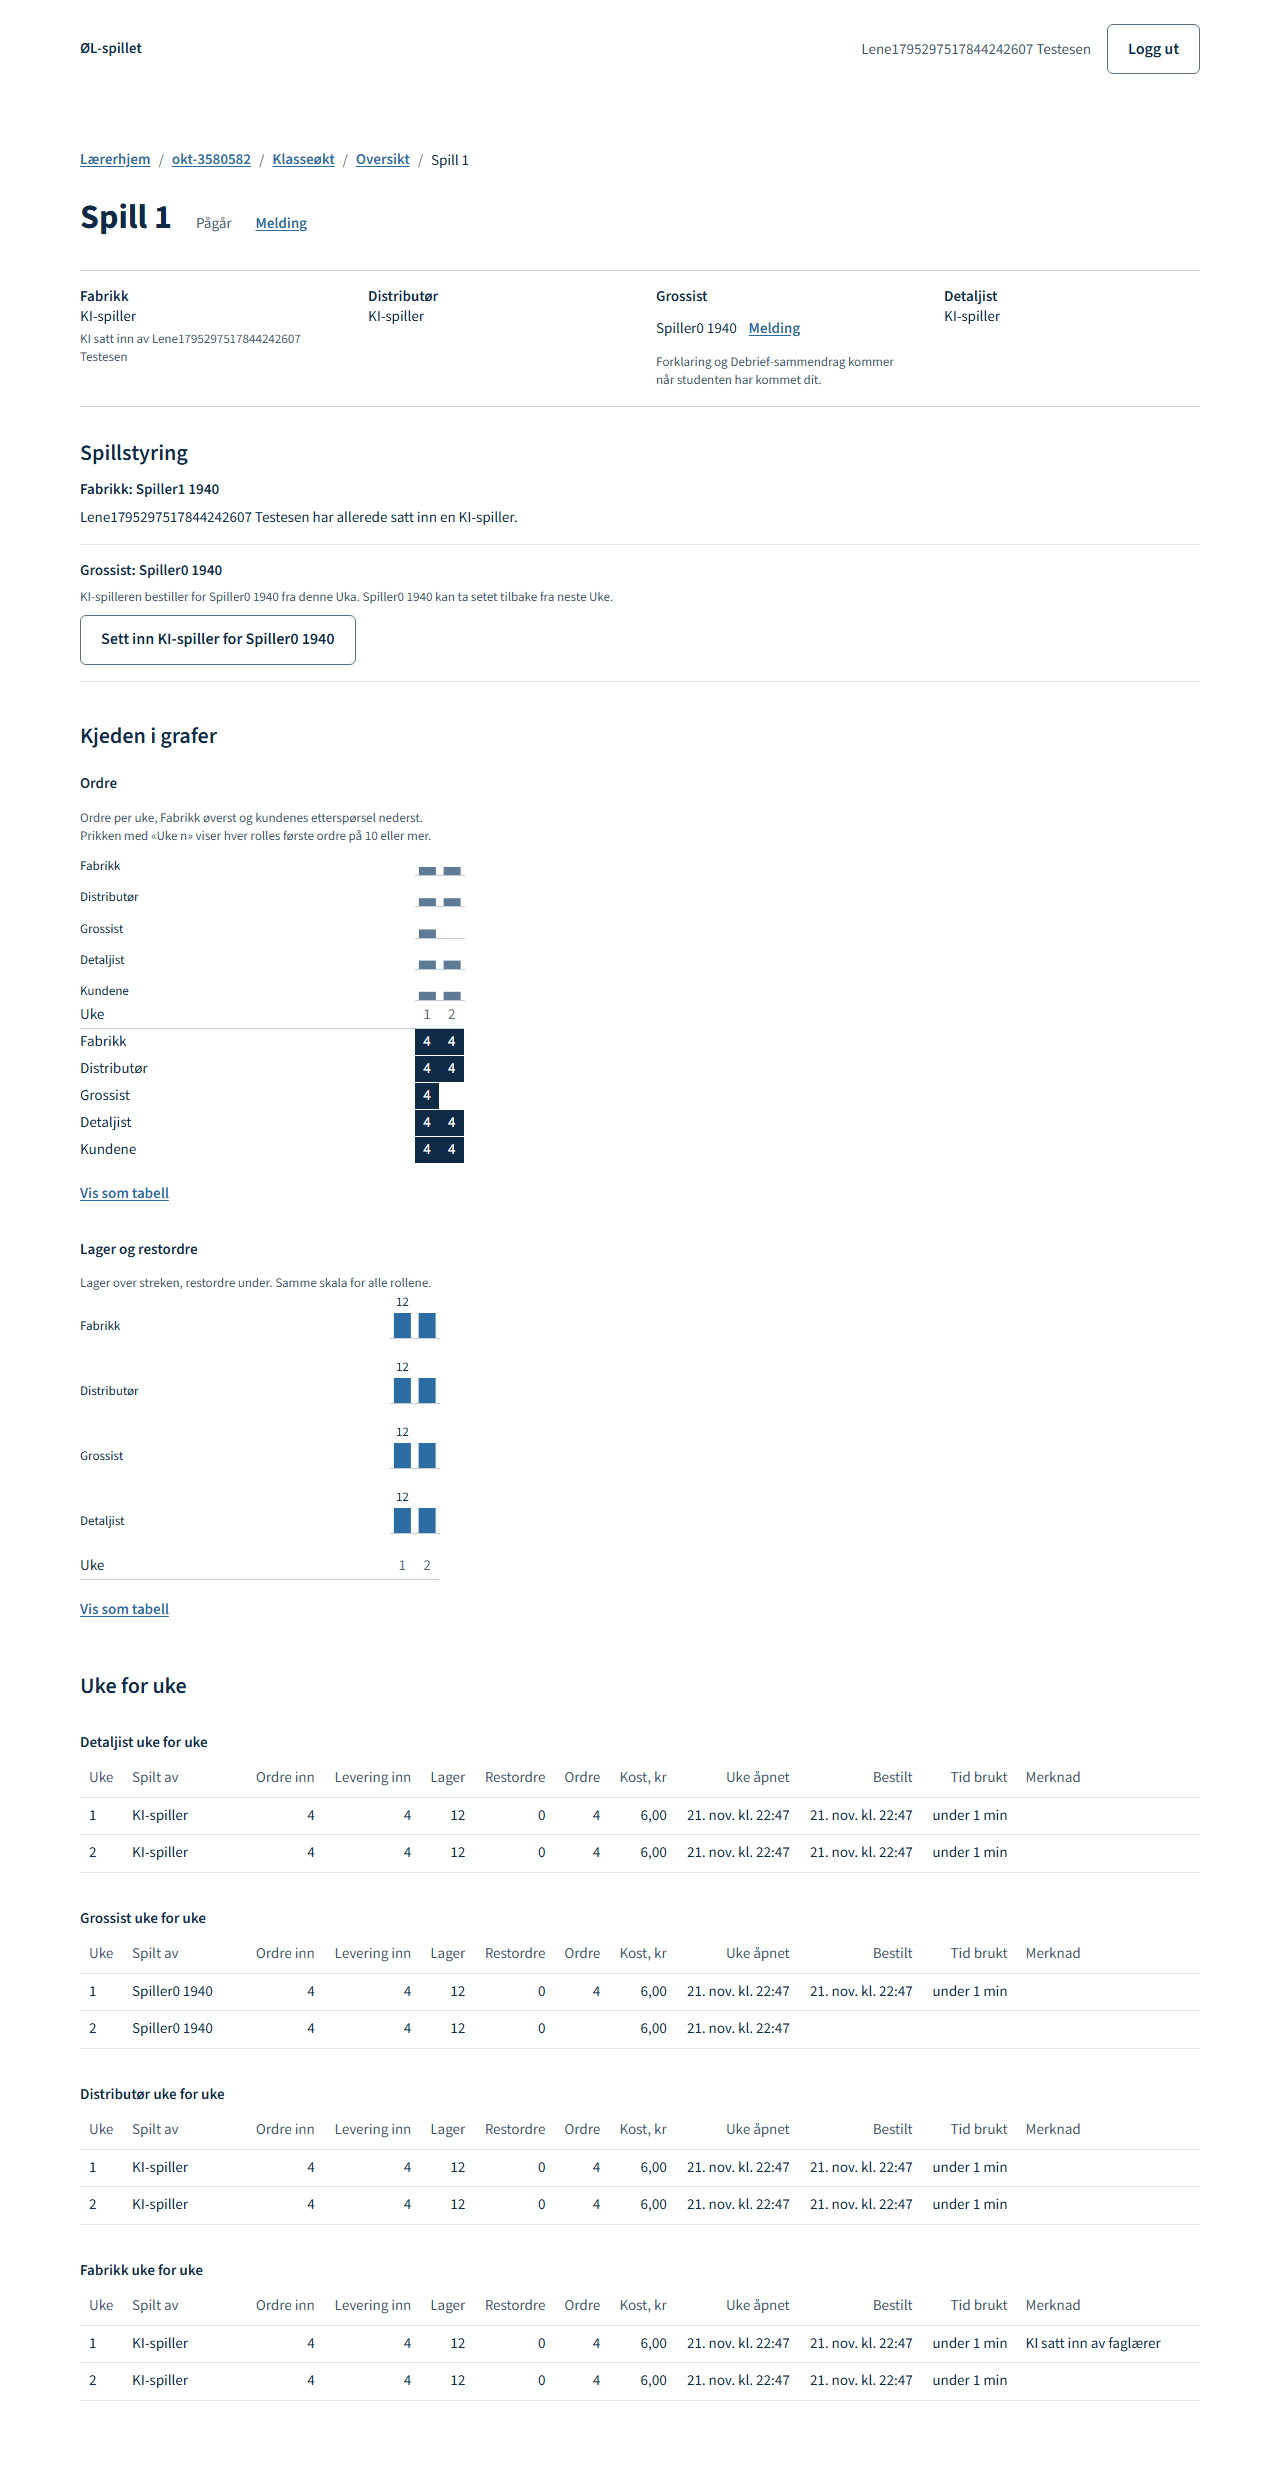 ØL-spillet
Lene1795297517844242607 Testesen
Logg ut
Lærerhjem / okt-3580582 / Klasseøkt / Oversikt / Spill 1
Spill 1 Pågår Melding
Fabrikk
KI-spiller
KI satt inn av Lene1795297517844242607
Testesen
Distributør
KI-spiller
Grossist
Spiller0 1940 Melding
Forklaring og Debrief-sammendrag kommer
når studenten har kommet dit.
Detaljist
KI-spiller
Spillstyring
Fabrikk: Spiller1 1940
Lene1795297517844242607 Testesen har allerede satt inn en KI-spiller.
Grossist: Spiller0 1940
KI-spilleren bestiller for Spiller0 1940 fra denne Uka. Spiller0 1940 kan ta setet tilbake fra neste Uke.
Sett inn KI-spiller for Spiller0 1940
Kjeden i grafer
Ordre
Ordre per uke, Fabrikk øverst og kundenes etterspørsel nederst.
Prikken med «Uke n» viser hver rolles første ordre på 10 eller mer.
Fabrikk
Distributør
Grossist
Detaljist
Kundene
Uke 1 2
Fabrikk 4 4
Distributør 4 4
Grossist 4
Detaljist 4 4
Kundene 4 4
Vis som tabell
Lager og restordre
Lager over streken, restordre under. Samme skala for alle rollene.
12
Fabrikk
12
Distributør
12
Grossist
12
Detaljist
Uke 1 2
Vis som tabell
Uke for uke
Detaljist uke for uke
Uke Spilt av Ordre inn Levering inn Lager Restordre Ordre Kost, kr Uke åpnet Bestilt Tid brukt Merknad
1 KI-spiller 4 4 12 0 4 6,00 21. nov. kl. 22:47 21. nov. kl. 22:47 under 1 min
2 KI-spiller 4 4 12 0 4 6,00 21. nov. kl. 22:47 21. nov. kl. 22:47 under 1 min
Grossist uke for uke
Uke Spilt av Ordre inn Levering inn Lager Restordre Ordre Kost, kr Uke åpnet Bestilt Tid brukt Merknad
1 Spiller0 1940 4 4 12 0 4 6,00 21. nov. kl. 22:47 21. nov. kl. 22:47 under 1 min
2 Spiller0 1940 4 4 12 0 6,00 21. nov. kl. 22:47
Distributør uke for uke
Uke Spilt av Ordre inn Levering inn Lager Restordre Ordre Kost, kr Uke åpnet Bestilt Tid brukt Merknad
1 KI-spiller 4 4 12 0 4 6,00 21. nov. kl. 22:47 21. nov. kl. 22:47 under 1 min
2 KI-spiller 4 4 12 0 4 6,00 21. nov. kl. 22:47 21. nov. kl. 22:47 under 1 min
Fabrikk uke for uke
Uke Spilt av Ordre inn Levering inn Lager Restordre Ordre Kost, kr Uke åpnet Bestilt Tid brukt Merknad
1 KI-spiller 4 4 12 0 4 6,00 21. nov. kl. 22:47 21. nov. kl. 22:47 under 1 min KI satt inn av faglærer
2 KI-spiller 4 4 12 0 4 6,00 21. nov. kl. 22:47 21. nov. kl. 22:47 under 1 min